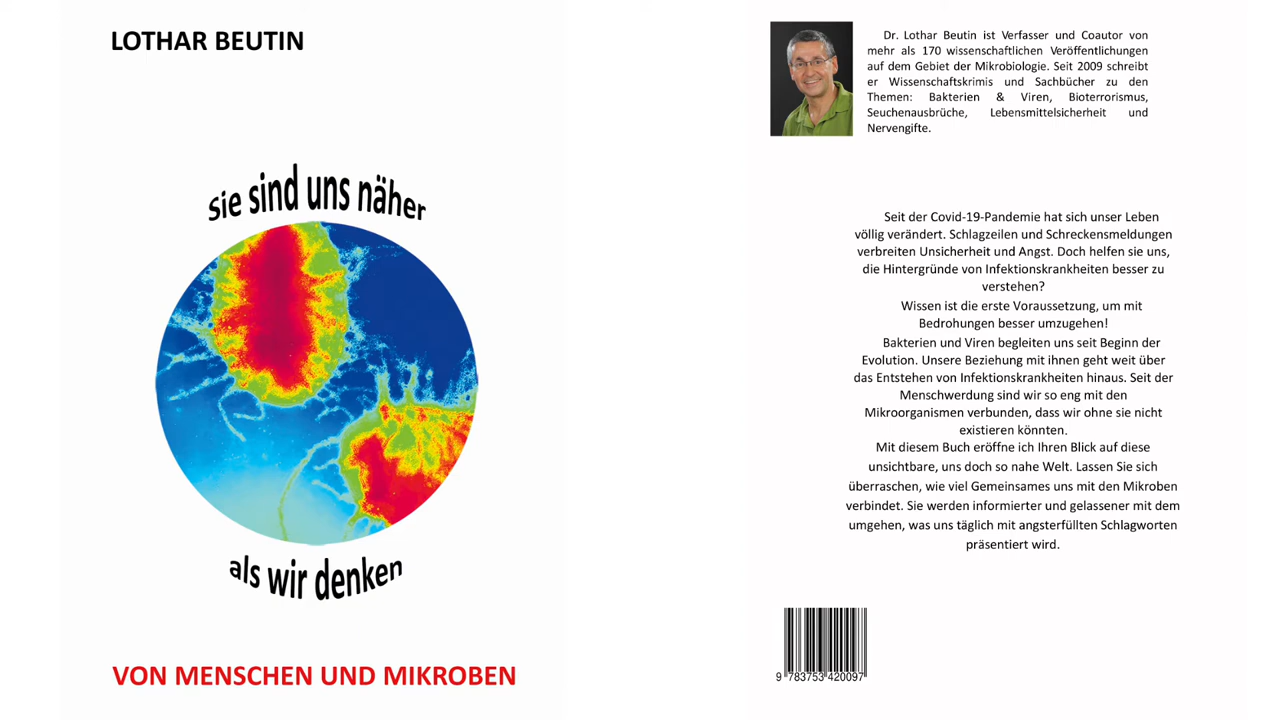 LOTHAR BEUTIN
sie sind uns näher
als wir denken
VON MENSCHEN UND MIKROBEN
Dr. Lothar Beutin ist Verfasser und Coautor von
mehr als 170 wissenschaftlichen Veröffentlichungen
auf dem Gebiet der Mikrobiologie. Seit 2009 schreibt
er Wissenschaftskrimis und Sachbücher zu den
Themen: Bakterien & Viren, Bioterrorismus,
Seuchenausbrüche, Lebensmittelsicherheit und
Nervengifte.
Seit der Covid-19-Pandemie hat sich unser Leben
völlig verändert. Schlagzeilen und Schreckensmeldungen
verbreiten Unsicherheit und Angst. Doch helfen sie uns,
die Hintergründe von Infektionskrankheiten besser zu
verstehen?
Wissen ist die erste Voraussetzung, um mit
Bedrohungen besser umzugehen!
Bakterien und Viren begleiten uns seit Beginn der
Evolution. Unsere Beziehung mit ihnen geht weit über
das Entstehen von Infektionskrankheiten hinaus. Seit der
Menschwerdung sind wir so eng mit den
Mikroorganismen verbunden, dass wir ohne sie nicht
existieren könnten.
Mit diesem Buch eröffne ich Ihren Blick auf diese
unsichtbare, uns doch so nahe Welt. Lassen Sie sich
überraschen, wie viel Gemeinsames uns mit den Mikroben
verbindet. Sie werden informierter und gelassener mit dem
umgehen, was uns täglich mit angsterfüllten Schlagworten
präsentiert wird.
9 783753 420097